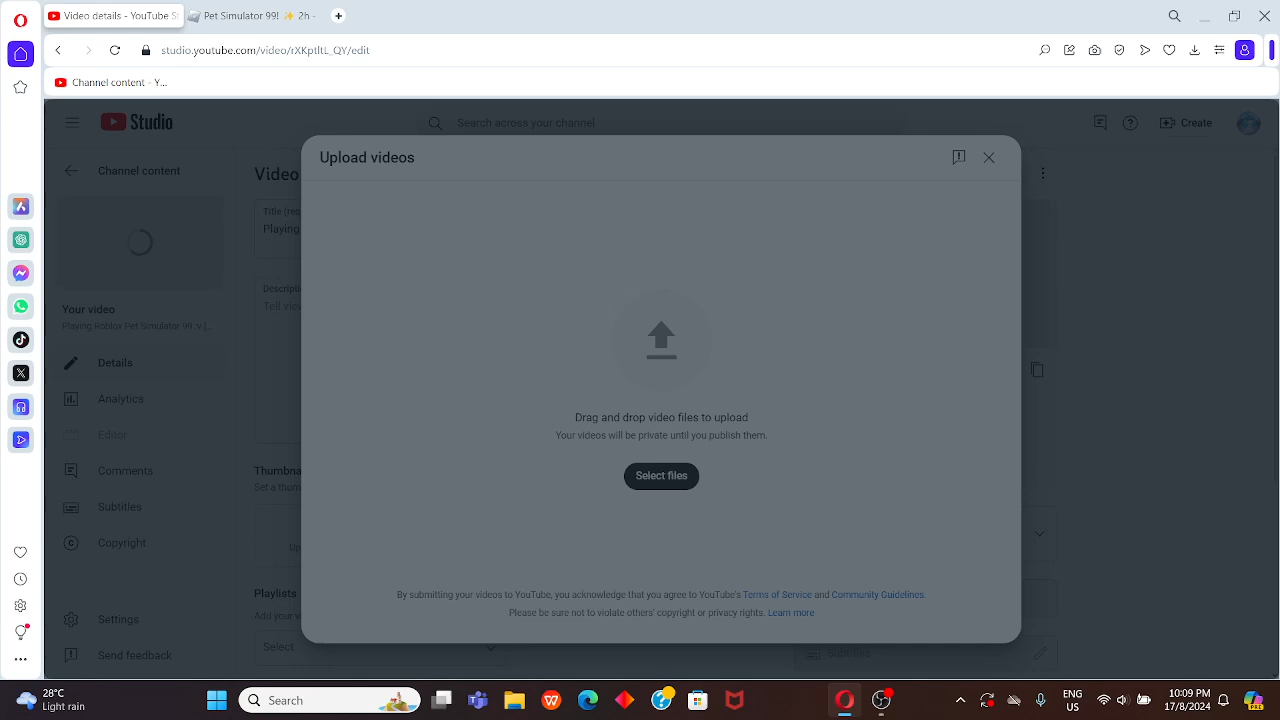 Video details - YouTube St
Pet Simulator 99! ✨ 2h -
studio.youtube.com/video/rXKptltL_QY/edit
Channel content - Y...
Studio
Search across your channel
Create
Channel content
Video
Upload videos
Title (req
Playing
Descriptio
Tell view
Your video
Playing Roblox Pet Simulator 99 :v |...
Details
Analytics
Editor
Comments
Subtitles
Copyright
Settings
Send feedback
Drag and drop video files to upload
Your videos will be private until you publish them.
Select files
Thumbna
Set a thum
Up
Playlists
Add your v
Select
By submitting your videos to YouTube, you acknowledge that you agree to YouTube's Terms of Service and Community Guidelines.
Please be sure not to violate others' copyright or privacy rights. Learn more
Subtitles
28°C
Light rain
Search
ENG
US
10:09 PM
17/8/2024